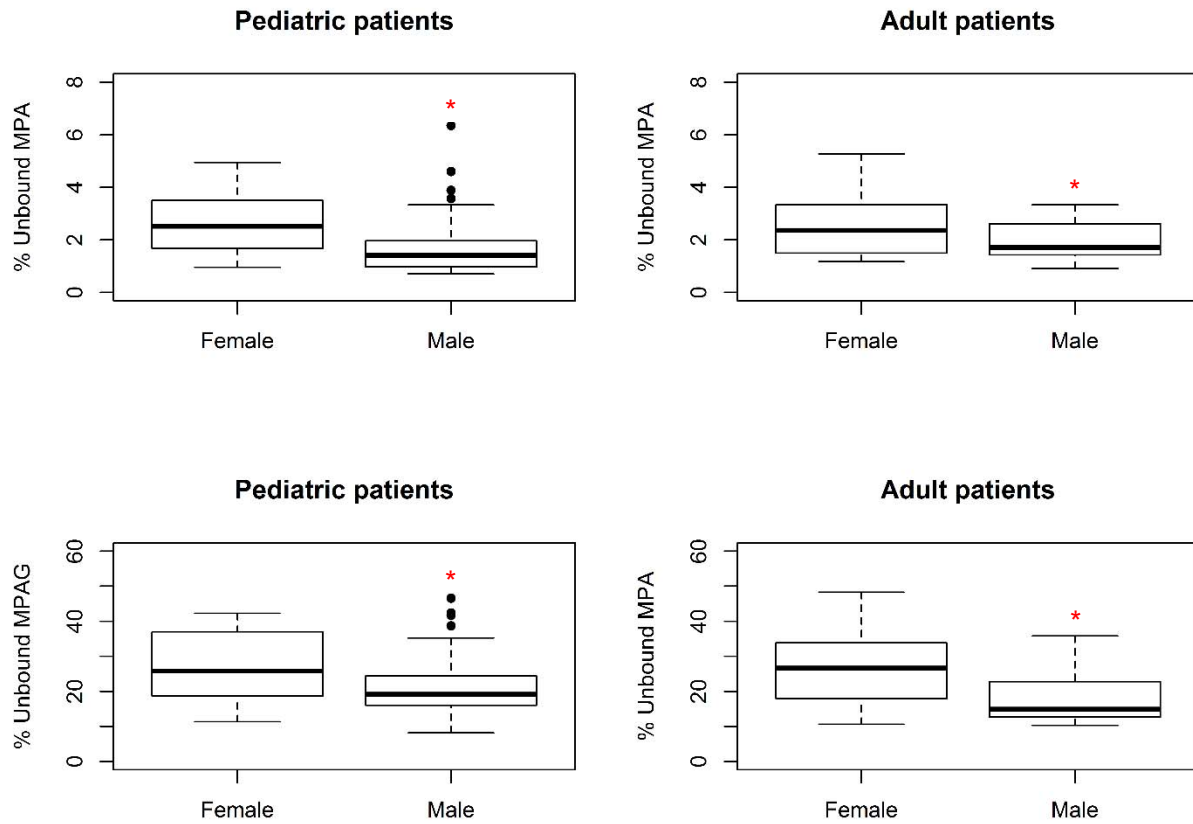 Pediatric patients
Adult patients
% Unbound MPA
8
6
4
2
0
*
Female
Male
% Unbound MPA
8
6
4
2
0
*
Female
Male
Pediatric patients
Adult patients
% Unbound MPAG
60
40
20
0
*
Female
Male
% Unbound MPA
60
40
20
0
*
Female
Male